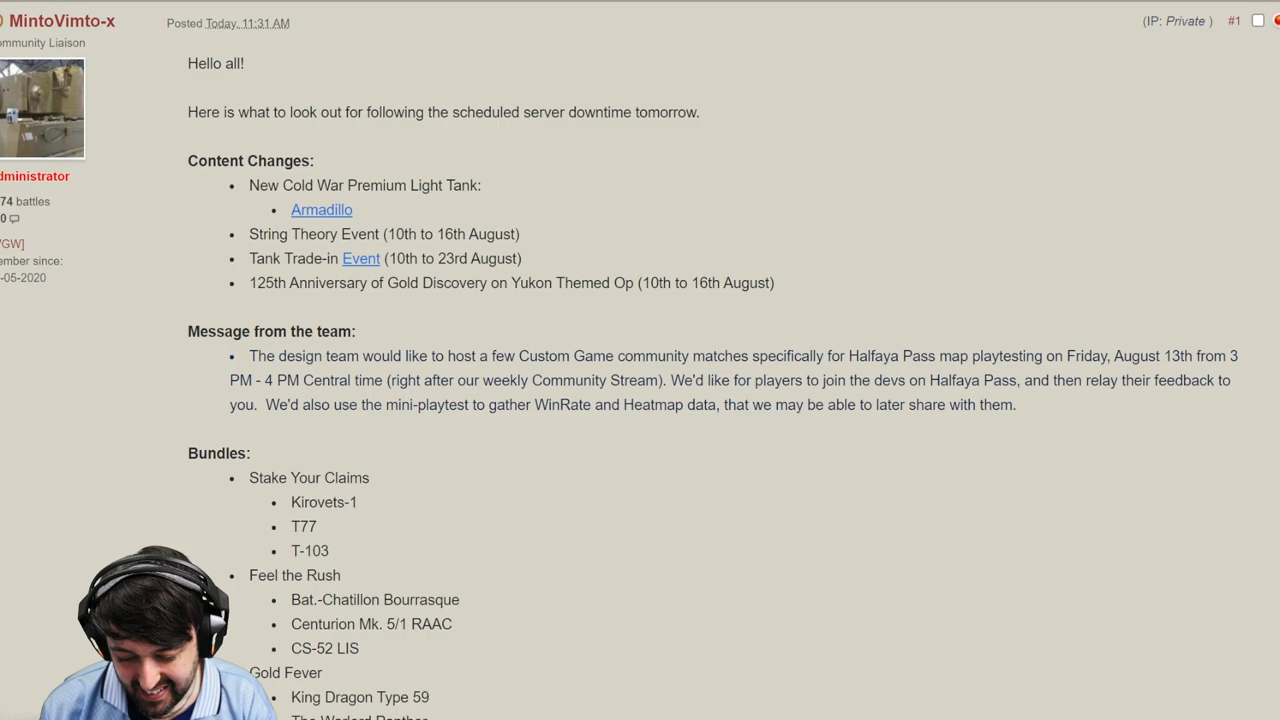 MintoVimto-x
Posted Today, 11:31 AM
(IP: Private ) #1
ommunity Liaison
Hello all!
Here is what to look out for following the scheduled server downtime tomorrow.
Content Changes:
• New Cold War Premium Light Tank:
dministrator
74 battles
• Armadillo
0
• String Theory Event (10th to 16th August)
GW]
• Tank Trade-in Event (10th to 23rd August)
ember since:
-05-2020
• 125th Anniversary of Gold Discovery on Yukon Themed Op (10th to 16th August)
Message from the team:
• The design team would like to host a few Custom Game community matches specifically for Halfaya Pass map playtesting on Friday, August 13th from 3
PM - 4 PM Central time (right after our weekly Community Stream). We'd like for players to join the devs on Halfaya Pass, and then relay their feedback to
you. We'd also use the mini-playtest to gather WinRate and Heatmap data, that we may be able to later share with them.
Bundles:
• Stake Your Claims
• Kirovets-1
• T77
• T-103
• Feel the Rush
• Bat.-Chatillon Bourrasque
• Centurion Mk. 5/1 RAAC
• CS-52 LIS
Gold Fever
• King Dragon Type 59
The Warlord Panther